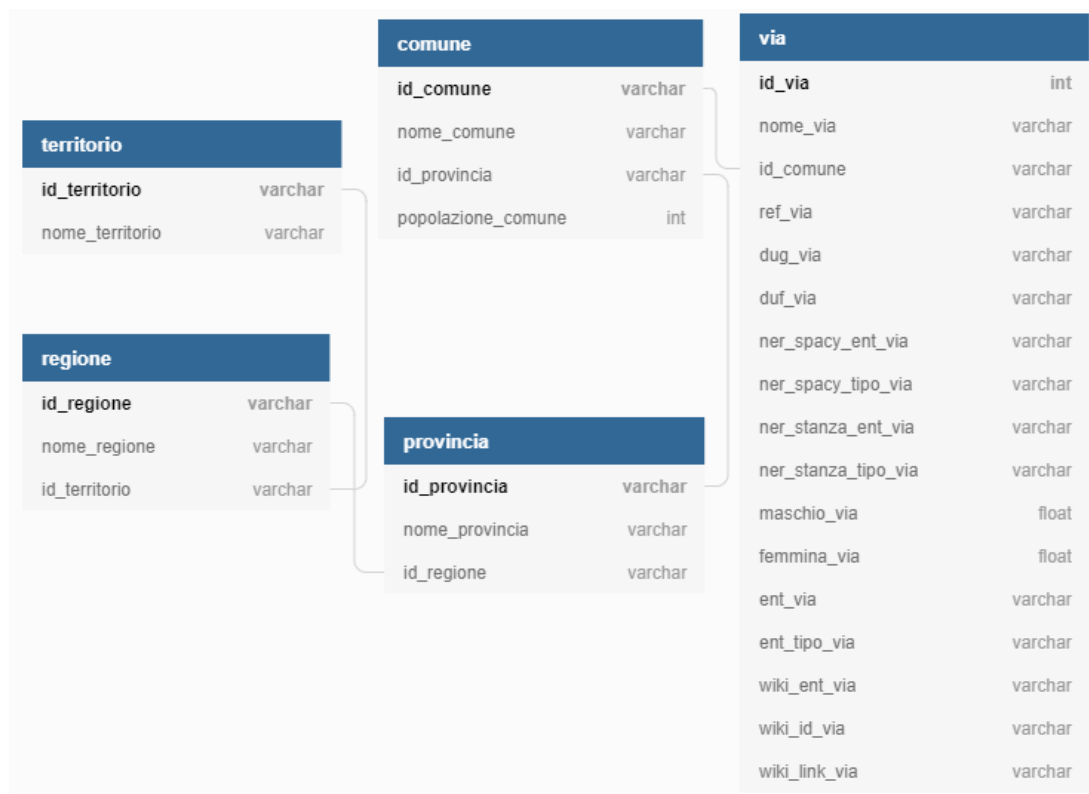 territorio
id_territorio varchar
nome_territorio varchar
regione
id_regione varchar
nome_regione varchar
id_territorio varchar
comune
id_comune varchar
nome_comune varchar
id_provincia varchar
popolazione_comune int
provincia
id_provincia varchar
nome_provincia varchar
id_regione varchar
via
id_via int
nome_via varchar
id_comune varchar
ref_via varchar
dug_via varchar
duf_via varchar
ner_spacy_ent_via varchar
ner_spacy_tipo_via varchar
ner_stanza_ent_via varchar
ner_stanza_tipo_via varchar
maschio_via float
femmina_via float
ent_via varchar
ent_tipo_via varchar
wiki_ent_via varchar
wiki_id_via varchar
wiki_link_via varchar